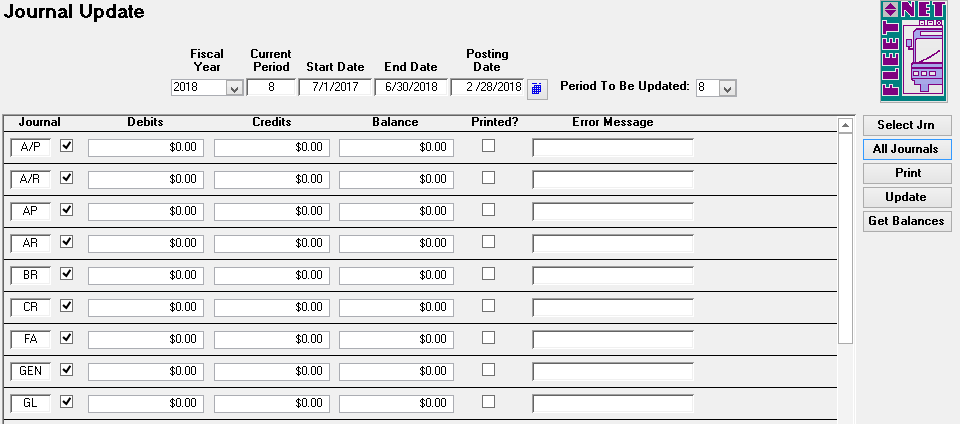 Journal Update
FLEET NET
Fiscal Year Current Period Start Date End Date Posting Date
2018 8 7/1/2017 6/30/2018 2 /28/2018 Period To Be Updated: 8
Journal Debits Credits Balance Printed? Error Message
A/P $0.00 $0.00 $0.00
A/R $0.00 $0.00 $0.00
AP $0.00 $0.00 $0.00
AR $0.00 $0.00 $0.00
BR $0.00 $0.00 $0.00
CR $0.00 $0.00 $0.00
FA $0.00 $0.00 $0.00
GEN $0.00 $0.00 $0.00
GL $0.00 $0.00 $0.00
Select Jrn
All Journals
Print
Update
Get Balances